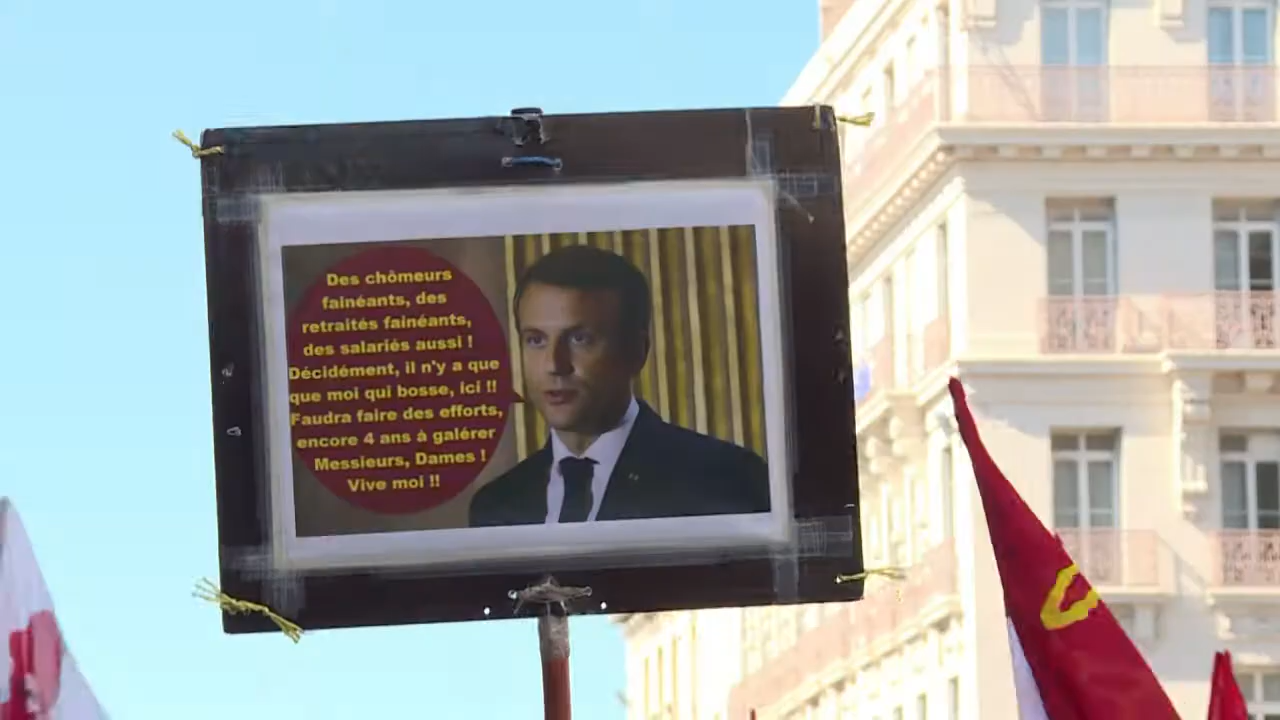 Des chômeurs
fainéants, des
retraités fainéants,
des salariés aussi !
Décidément, il n'y a que
que moi qui bosse, ici !!
Faudra faire des efforts,
encore 4 ans à galérer
Messieurs, Dames !
Vive moi !!